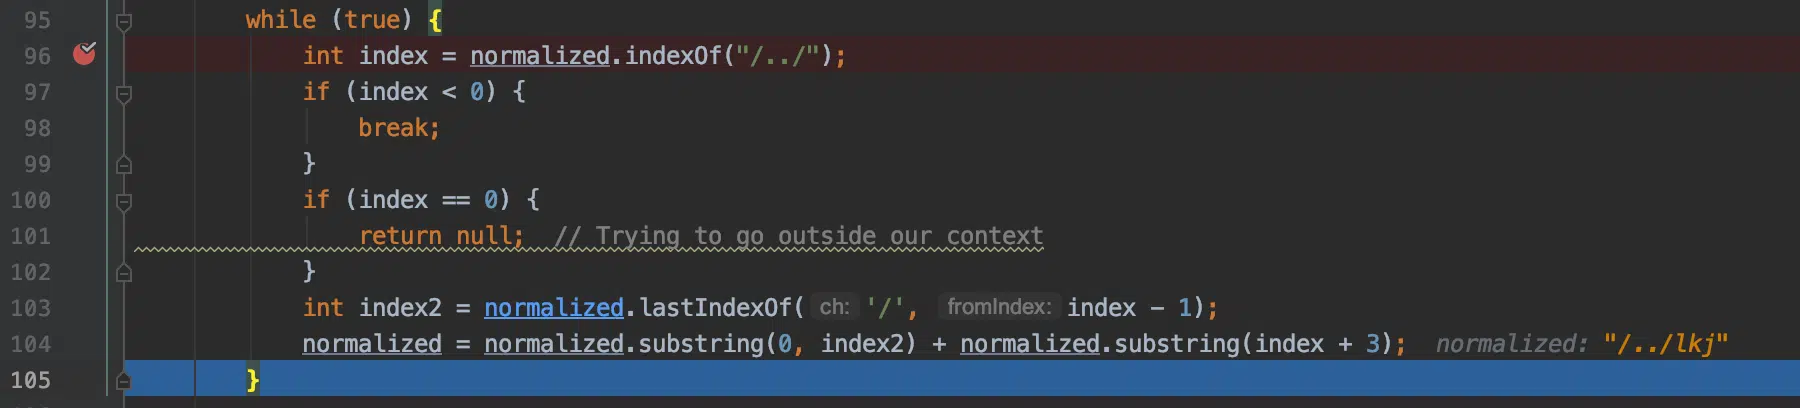 95 while (true) {
96 int index = normalized.indexOf("/../");
97 if (index < 0) {
98 break;
99 }
100 if (index == 0) {
101 return null;  // Trying to go outside our context
102 }
103 int index2 = normalized.lastIndexOf( ch: '/', fromIndex: index - 1);
104 normalized = normalized.substring(0, index2) + normalized.substring(index + 3);  normalized: "/../lkj"
105 }